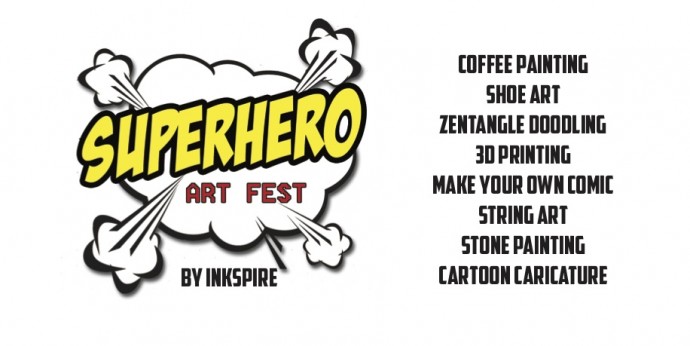 SUPERHERO
ART FEST
BY INKSPIRE
COFFEE PAINTING
SHOE ART
ZENTANGLE DOODLING
3D PRINTING
MAKE YOUR OWN COMIC
STRING ART
STONE PAINTING
CARTOON CARICATURE